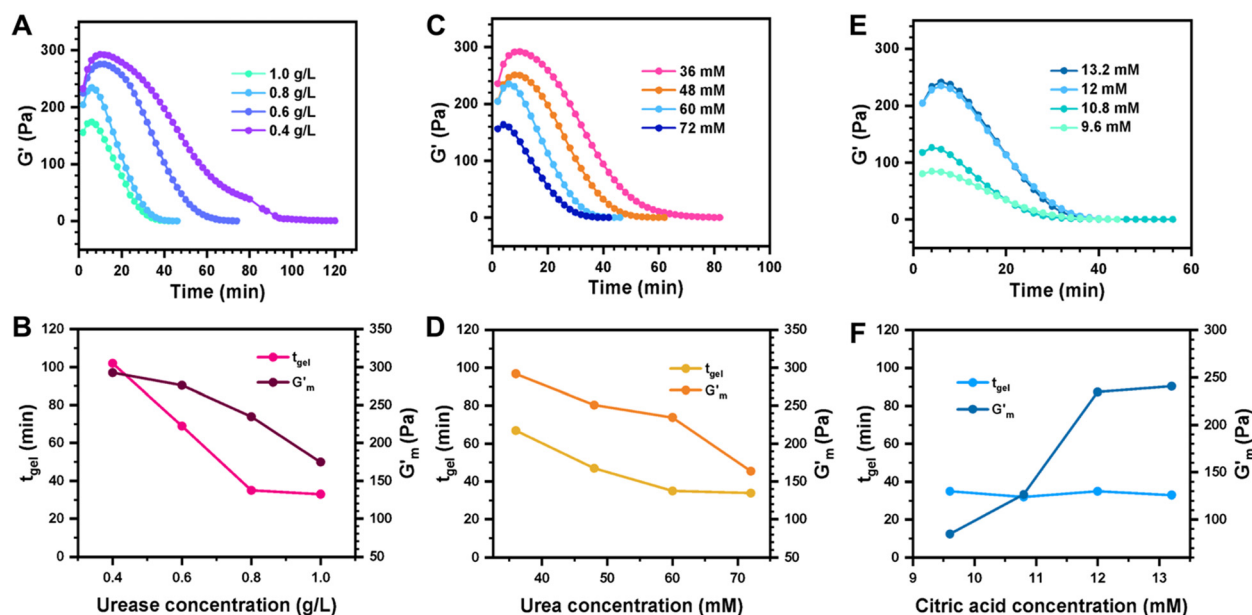 A
G' (Pa)
300
200
100
0
1.0 g/L
0.8 g/L
0.6 g/L
0.4 g/L
0 20 40 60 80 100 120
Time (min)
C
G' (Pa)
300
200
100
0
36 mM
48 mM
60 mM
72 mM
0 20 40 60 80 100
Time (min)
E
G' (Pa)
300
200
100
0
13.2 mM
12 mM
10.8 mM
9.6 mM
0 20 40 60
Time (min)
B
t_gel (min)
120
100
80
60
40
20
0
t_gel
G'_m
350
300
250
200
150
100
50
G'_m (Pa)
0.4 0.6 0.8 1.0
Urease concentration (g/L)
D
t_gel (min)
120
100
80
60
40
20
0
t_gel
G'_m
350
300
250
200
150
100
50
G'_m (Pa)
40 50 60 70
Urea concentration (mM)
F
t_gel (min)
120
100
80
60
40
20
0
t_gel
G'_m
300
250
200
150
100
G'_m (Pa)
9 10 11 12 13
Citric acid concentration (mM)